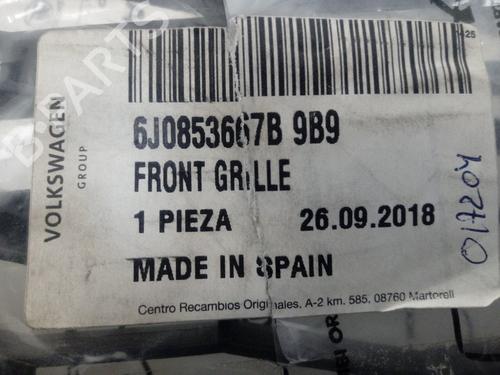 VOLKSWAGEN
GROUP
6J0853667B 9B9
FRONT GRILLE
1 PIEZA 26.09.2018
MADE IN SPAIN
Centro Recambios Originales, A-2 km. 585, 08760 Martorell
017204
B-PARTS